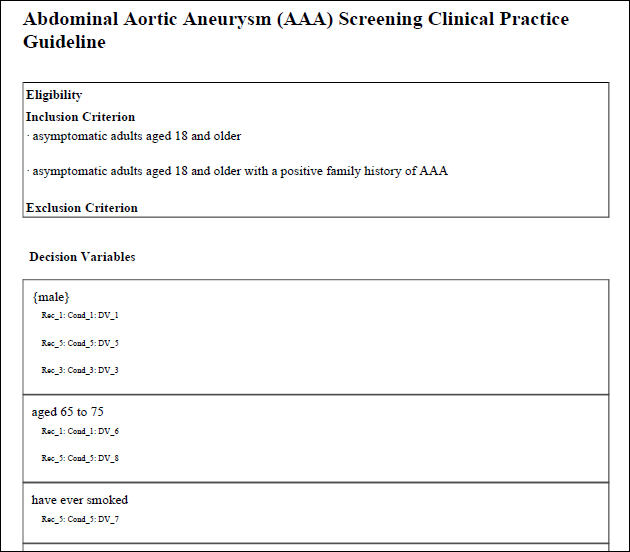 Abdominal Aortic Aneurysm (AAA) Screening Clinical Practice
Guideline
Eligibility
Inclusion Criterion
· asymptomatic adults aged 18 and older
· asymptomatic adults aged 18 and older with a positive family history of AAA
Exclusion Criterion
Decision Variables
{male}
Rec_1: Cond_1: DV_1
Rec_5: Cond_5: DV_5
Rec_3: Cond_3: DV_3
aged 65 to 75
Rec_1: Cond_1: DV_6
Rec_5: Cond_5: DV_8
have ever smoked
Rec_5: Cond_5: DV_7